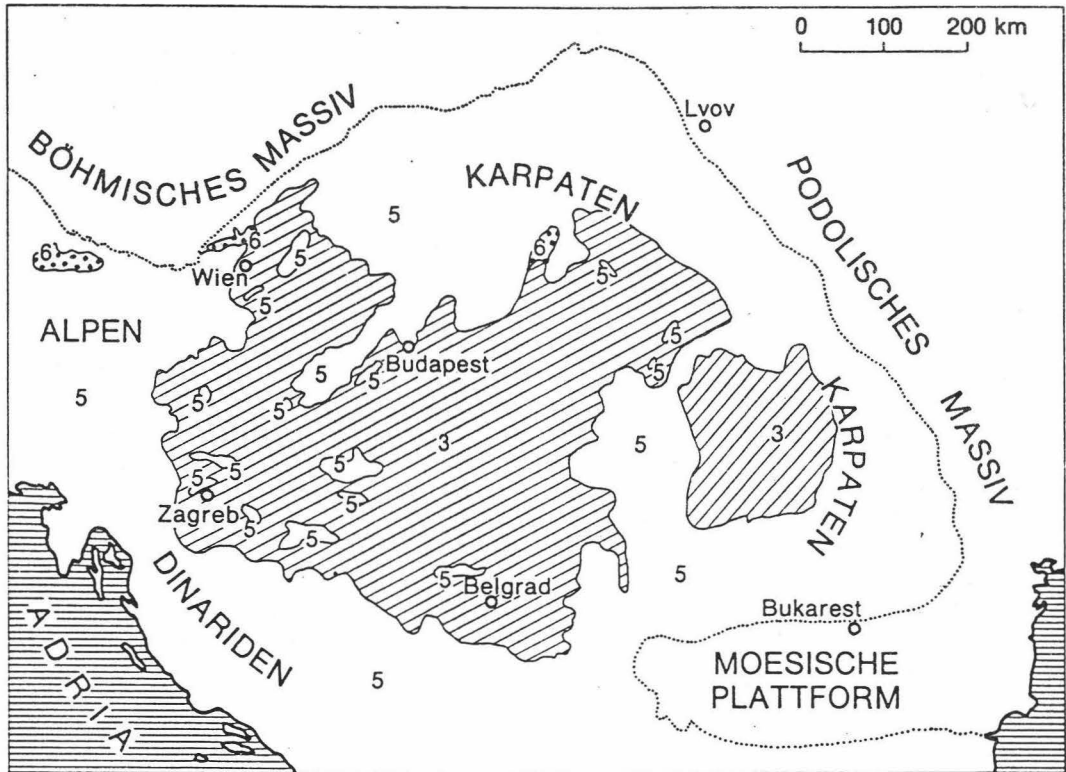 0 100 200 km
Lvov
BÖHMISCHES MASSIV
KARPATEN
PODOLISCHES MASSIV
5
6
6
6
Wien
5
5
5
ALPEN
5
5
5
Budapest
5
5
KARPATEN
5
5
5
3
5
3
5
5
5
5
Zagreb
5
5
DINARIDEN
5
Belgrad
5
Bukarest
ADRIA
5
MOESISCHE
PLATTFORM